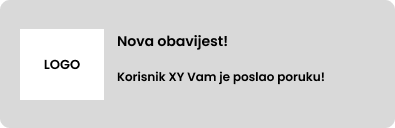 Nova obavijest!
LOGO
Korisnik XY Vam je poslao poruku!